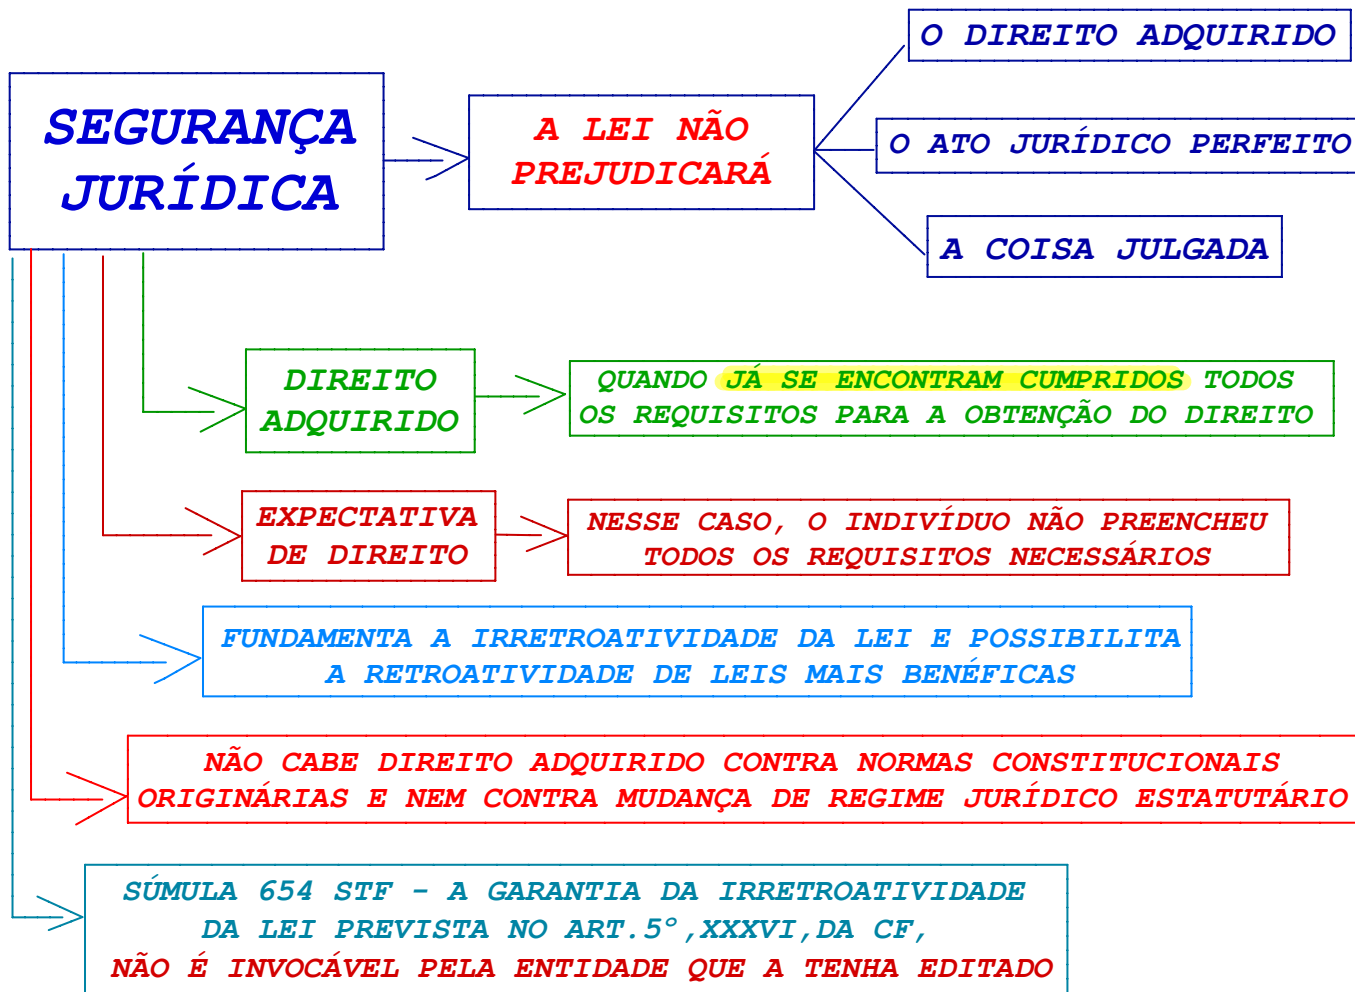 SEGURANÇA
JURÍDICA
A LEI NÃO
PREJUDICARÁ
O DIREITO ADQUIRIDO
O ATO JURÍDICO PERFEITO
A COISA JULGADA
DIREITO
ADQUIRIDO
QUANDO JÁ SE ENCONTRAM CUMPRIDOS TODOS
OS REQUISITOS PARA A OBTENÇÃO DO DIREITO
EXPECTATIVA
DE DIREITO
NESSE CASO, O INDIVÍDUO NÃO PREENCHEU
TODOS OS REQUISITOS NECESSÁRIOS
FUNDAMENTA A IRRETROATIVIDADE DA LEI E POSSIBILITA
A RETROATIVIDADE DE LEIS MAIS BENÉFICAS
NÃO CABE DIREITO ADQUIRIDO CONTRA NORMAS CONSTITUCIONAIS
ORIGINÁRIAS E NEM CONTRA MUDANÇA DE REGIME JURÍDICO ESTATUTÁRIO
SÚMULA 654 STF - A GARANTIA DA IRRETROATIVIDADE
DA LEI PREVISTA NO ART.5º,XXXVI,DA CF,
NÃO É INVOCÁVEL PELA ENTIDADE QUE A TENHA EDITADO